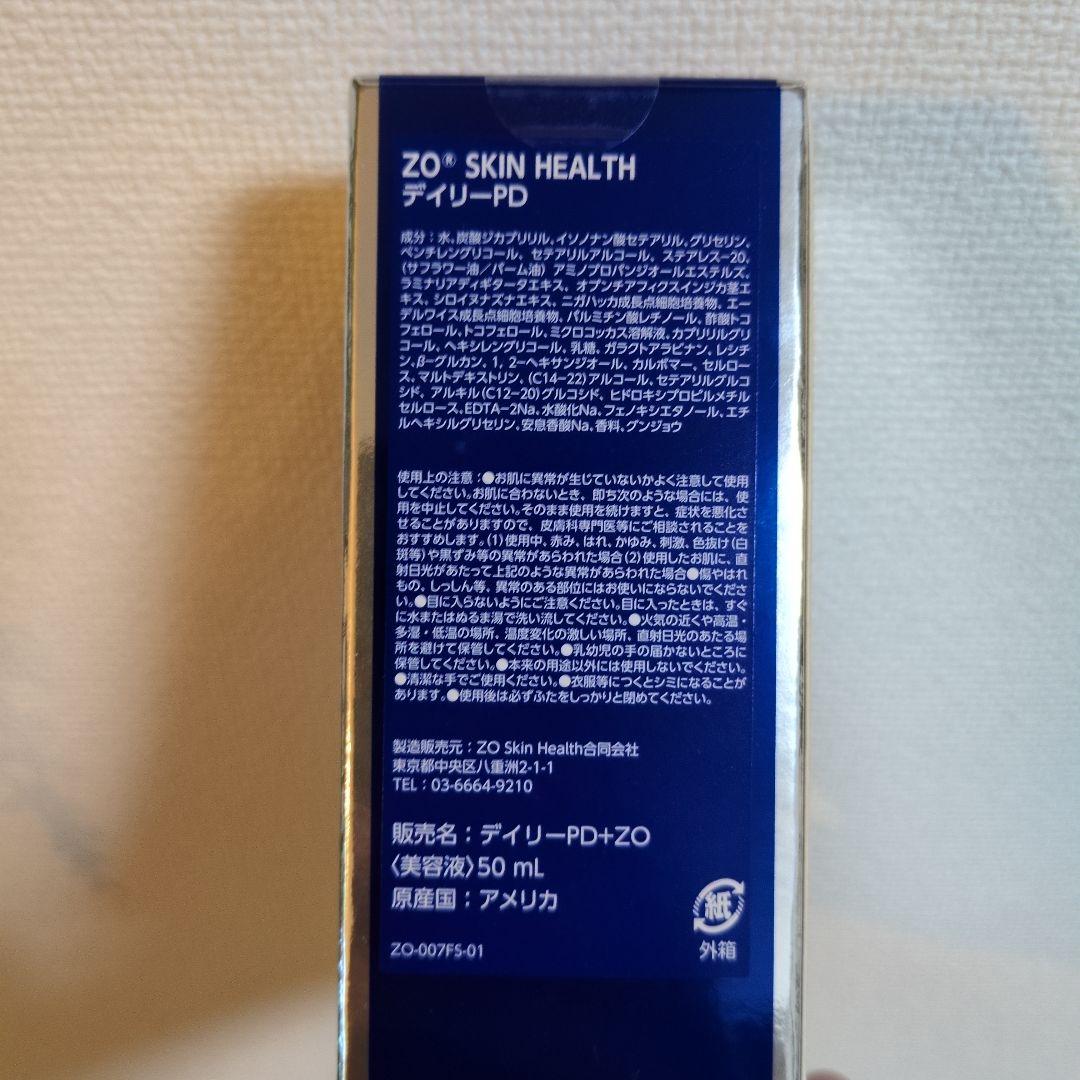 ZO® SKIN HEALTH
デイリーPD
成分：水、炭酸ジカプリリル、イソノナン酸セテアリル、グリセリン、
ペンチレングリコール、セテアリルアルコール、ステアレス-20、
(サフラワー油／パーム油) アミノプロパンジオールエステルズ、
ラミナリアディギタータエキス、オプンチアフィクスインジカ茎エ
キス、シロイヌナズナエキス、ニガハッカ成長点細胞培養物、エー
デルワイス成長点細胞培養物、パルミチン酸レチノール、酢酸トコ
フェロール、トコフェロール、ミクロコッカス溶解液、カプリリルグリ
コール、ヘキシレングリコール、乳糖、ガラクトアラビナン、レシチ
ン、β-グルカン、1, 2-ヘキサンジオール、カルボマー、セルロー
ス、マルトデキストリン、(C14-22)アルコール、セテアリルグルコ
シド、アルキル(C12-20)グルコシド、ヒドロキシプロピルメチル
セルロース、EDTA-2Na、水酸化Na、フェノキシエタノール、エチ
ルヘキシルグリセリン、安息香酸Na、香料、グンジョウ
使用上の注意：●お肌に異常が生じていないかよく注意して使用
してください。お肌に合わないとき、即ち次のような場合には、使
用を中止してください。そのまま使用を続けますと、症状を悪化さ
せることがありますので、皮膚科専門医等にご相談されることを
おすすめします。(1)使用中、赤み、はれ、かゆみ、刺激、色抜け(白
斑等)や黒ずみ等の異常があらわれた場合(2)使用したお肌に、直
射日光があたって上記のような異常があらわれた場合●傷やはれ
もの、しっしん等、異常のある部位にはお使いにならないでくださ
い。●目に入らないようにご注意ください。目に入ったときは、すぐ
に水またはぬるま湯で洗い流してください。●火気の近くや高温・
多湿・低温の場所、温度変化の激しい場所、直射日光のあたる場
所を避けて保管してください。●乳幼児の手の届かないところに
保管してください。●本来の用途以外には使用しないでください。
●清潔な手でご使用ください。●衣服等につくとシミになることが
あります。●使用後は必ずふたをしっかりと閉めてください。
製造販売元：ZO Skin Health合同会社
東京都中央区八重洲2-1-1
TEL：03-6664-9210
販売名：デイリーPD+ZO
〈美容液〉50 mL
原産国：アメリカ
紙
ZO-007F5-01
外箱